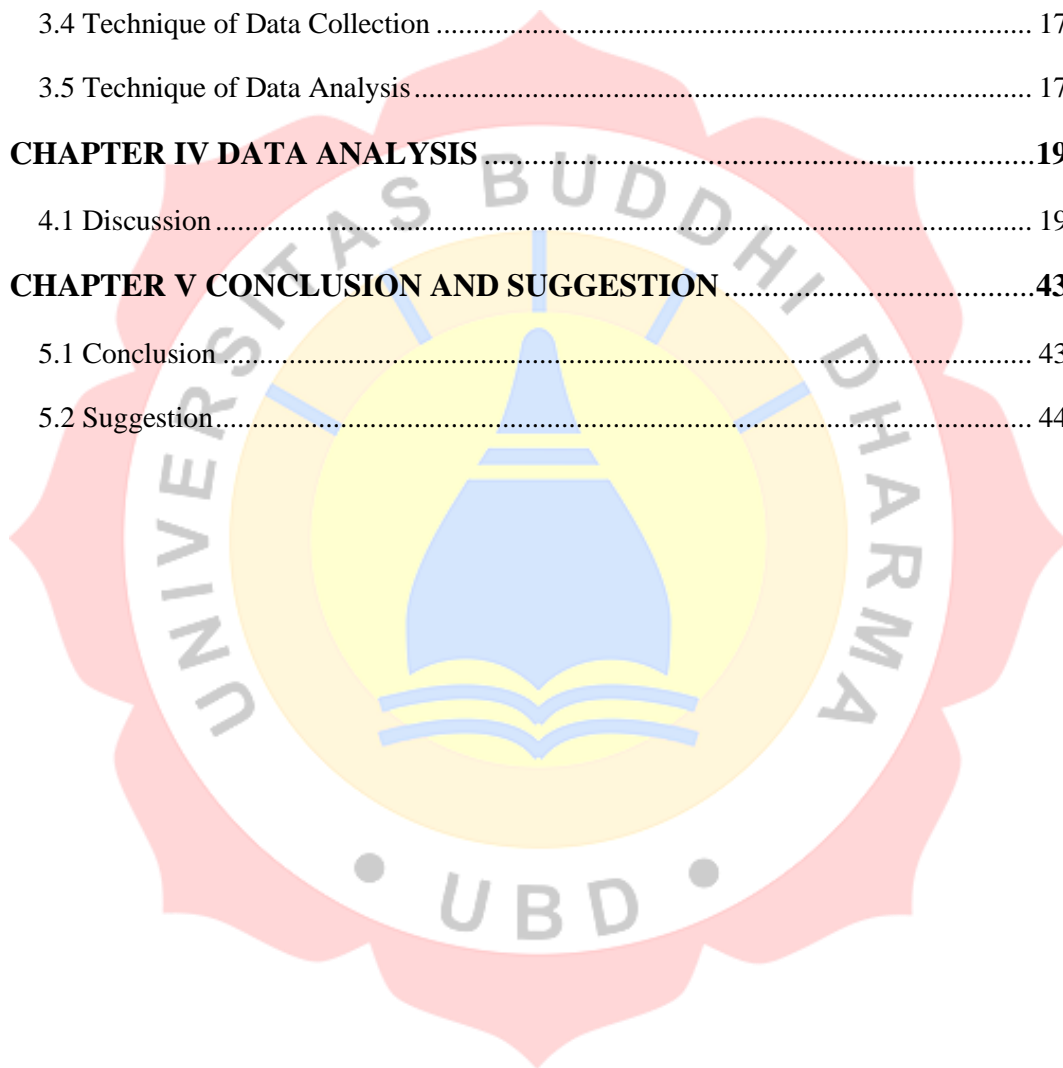 3.4 Technique of Data Collection ........................................................................... 17
3.5 Technique of Data Analysis.............................................................................. 17
CHAPTER IV DATA ANALYSIS ......................................................................19
4.1 Discussion ....................................................................................................... 19
CHAPTER V CONCLUSION AND SUGGESTION .......................................43
5.1 Conclusion ...................................................................................................... 43
5.2 Suggestion....................................................................................................... 44
UNIVERSITAS BUDDHI DHARMA
• UBD •